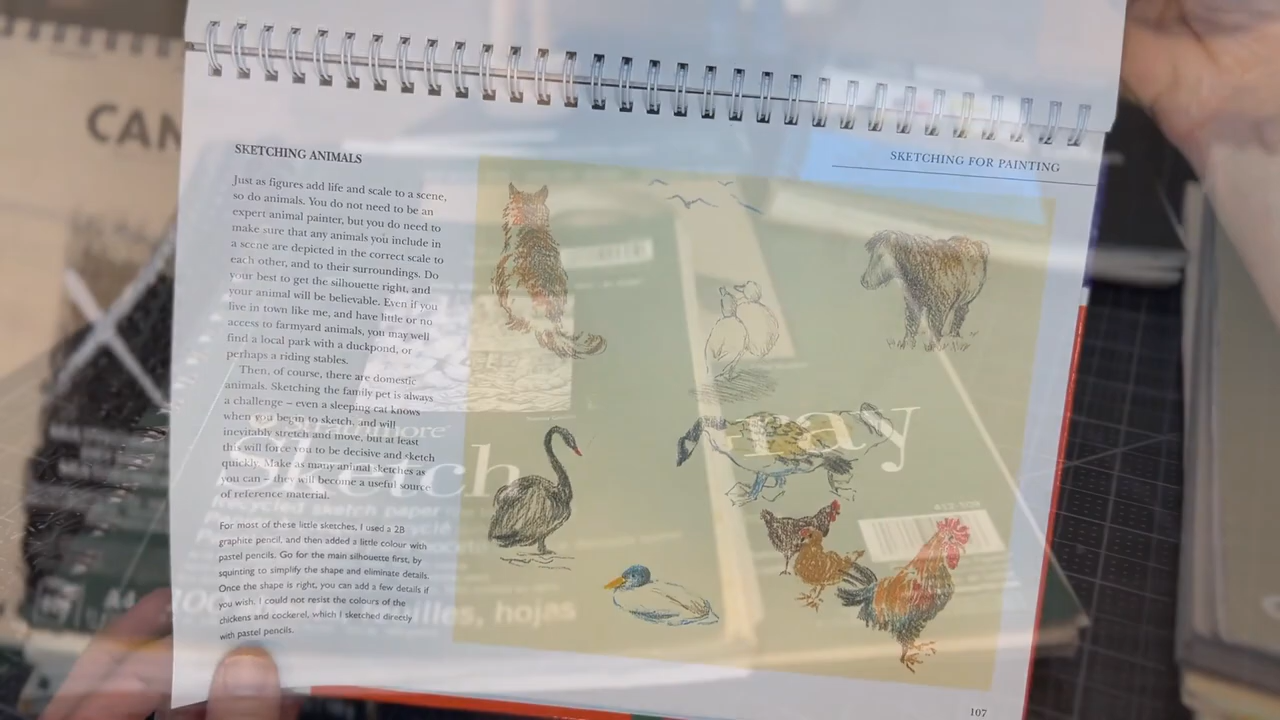 CAN
SKETCHING FOR PAINTING
SKETCHING ANIMALS
Just as figures add life and scale to a scene,
so do animals. You do not need to be an
expert animal painter, but you do need to
make sure that any animals you include in
a scene are depicted in the correct scale to
each other, and to their surroundings. Do
your best to get the silhouette right, and
your animal will be believable. Even if you
live in town like me, and have little or no
access to farmyard animals, you may well
find a local park with a duckpond, or
perhaps a riding stables.
Then, of course, there are domestic
animals. Sketching the family pet is always
a challenge – even a sleeping cat knows
when you begin to sketch, and will
inevitably stretch and move, but at least
this will force you to be decisive and sketch
quickly. Make as many animal sketches as
you can – they will become a useful source
of reference material.
For most of these little sketches, I used a 2B
graphite pencil, and then added a little colour with
pastel pencils. Go for the main silhouette first, by
squinting to simplify the shape and eliminate details.
Once the shape is right, you can add a few details if
you wish. I could not resist the colours of the
chickens and cockerel, which I sketched directly
with pastel pencils.
107
Sketch
Recycled sketch paper
ray
hojas
A4